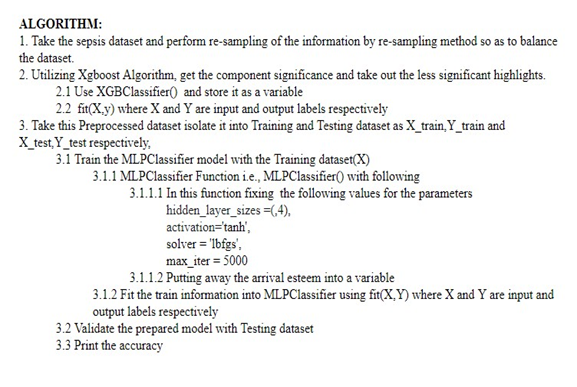 ALGORITHM:
1. Take the sepsis dataset and perform re-sampling of the information by re-sampling method so as to balance
the dataset.
2. Utilizing Xgboost Algorithm, get the component significance and take out the less significant highlights.
2.1 Use XGBClassifier() and store it as a variable
2.2 fit(X,y) where X and Y are input and output labels respectively
3. Take this Preprocessed dataset isolate it into Training and Testing dataset as X_train,Y_train and
X_test,Y_test respectively,
3.1 Train the MLPClassifier model with the Training dataset(X)
3.1.1 MLPClassifier Function i.e., MLPClassifier() with following
3.1.1.1 In this function fixing the following values for the parameters
hidden_layer_sizes =(,4),
activation='tanh',
solver = 'lbfgs',
max_iter = 5000
3.1.1.2 Putting away the arrival esteem into a variable
3.1.2 Fit the train information into MLPClassifier using fit(X,Y) where X and Y are input and
output labels respectively
3.2 Validate the prepared model with Testing dataset
3.3 Print the accuracy